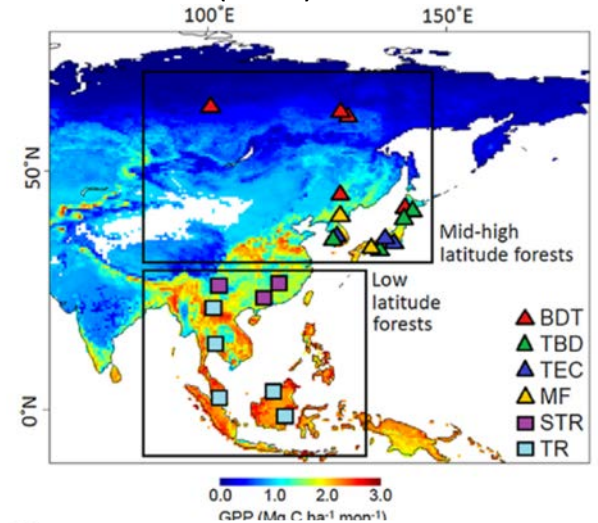 100°E
150°E
50°N
0°N
Mid-high
latitude forests
Low
latitude
forests
BDT
TBD
TEC
MF
STR
TR
0.0 1.0 2.0 3.0
GPP (Mg C ha⁻¹ mon⁻¹)